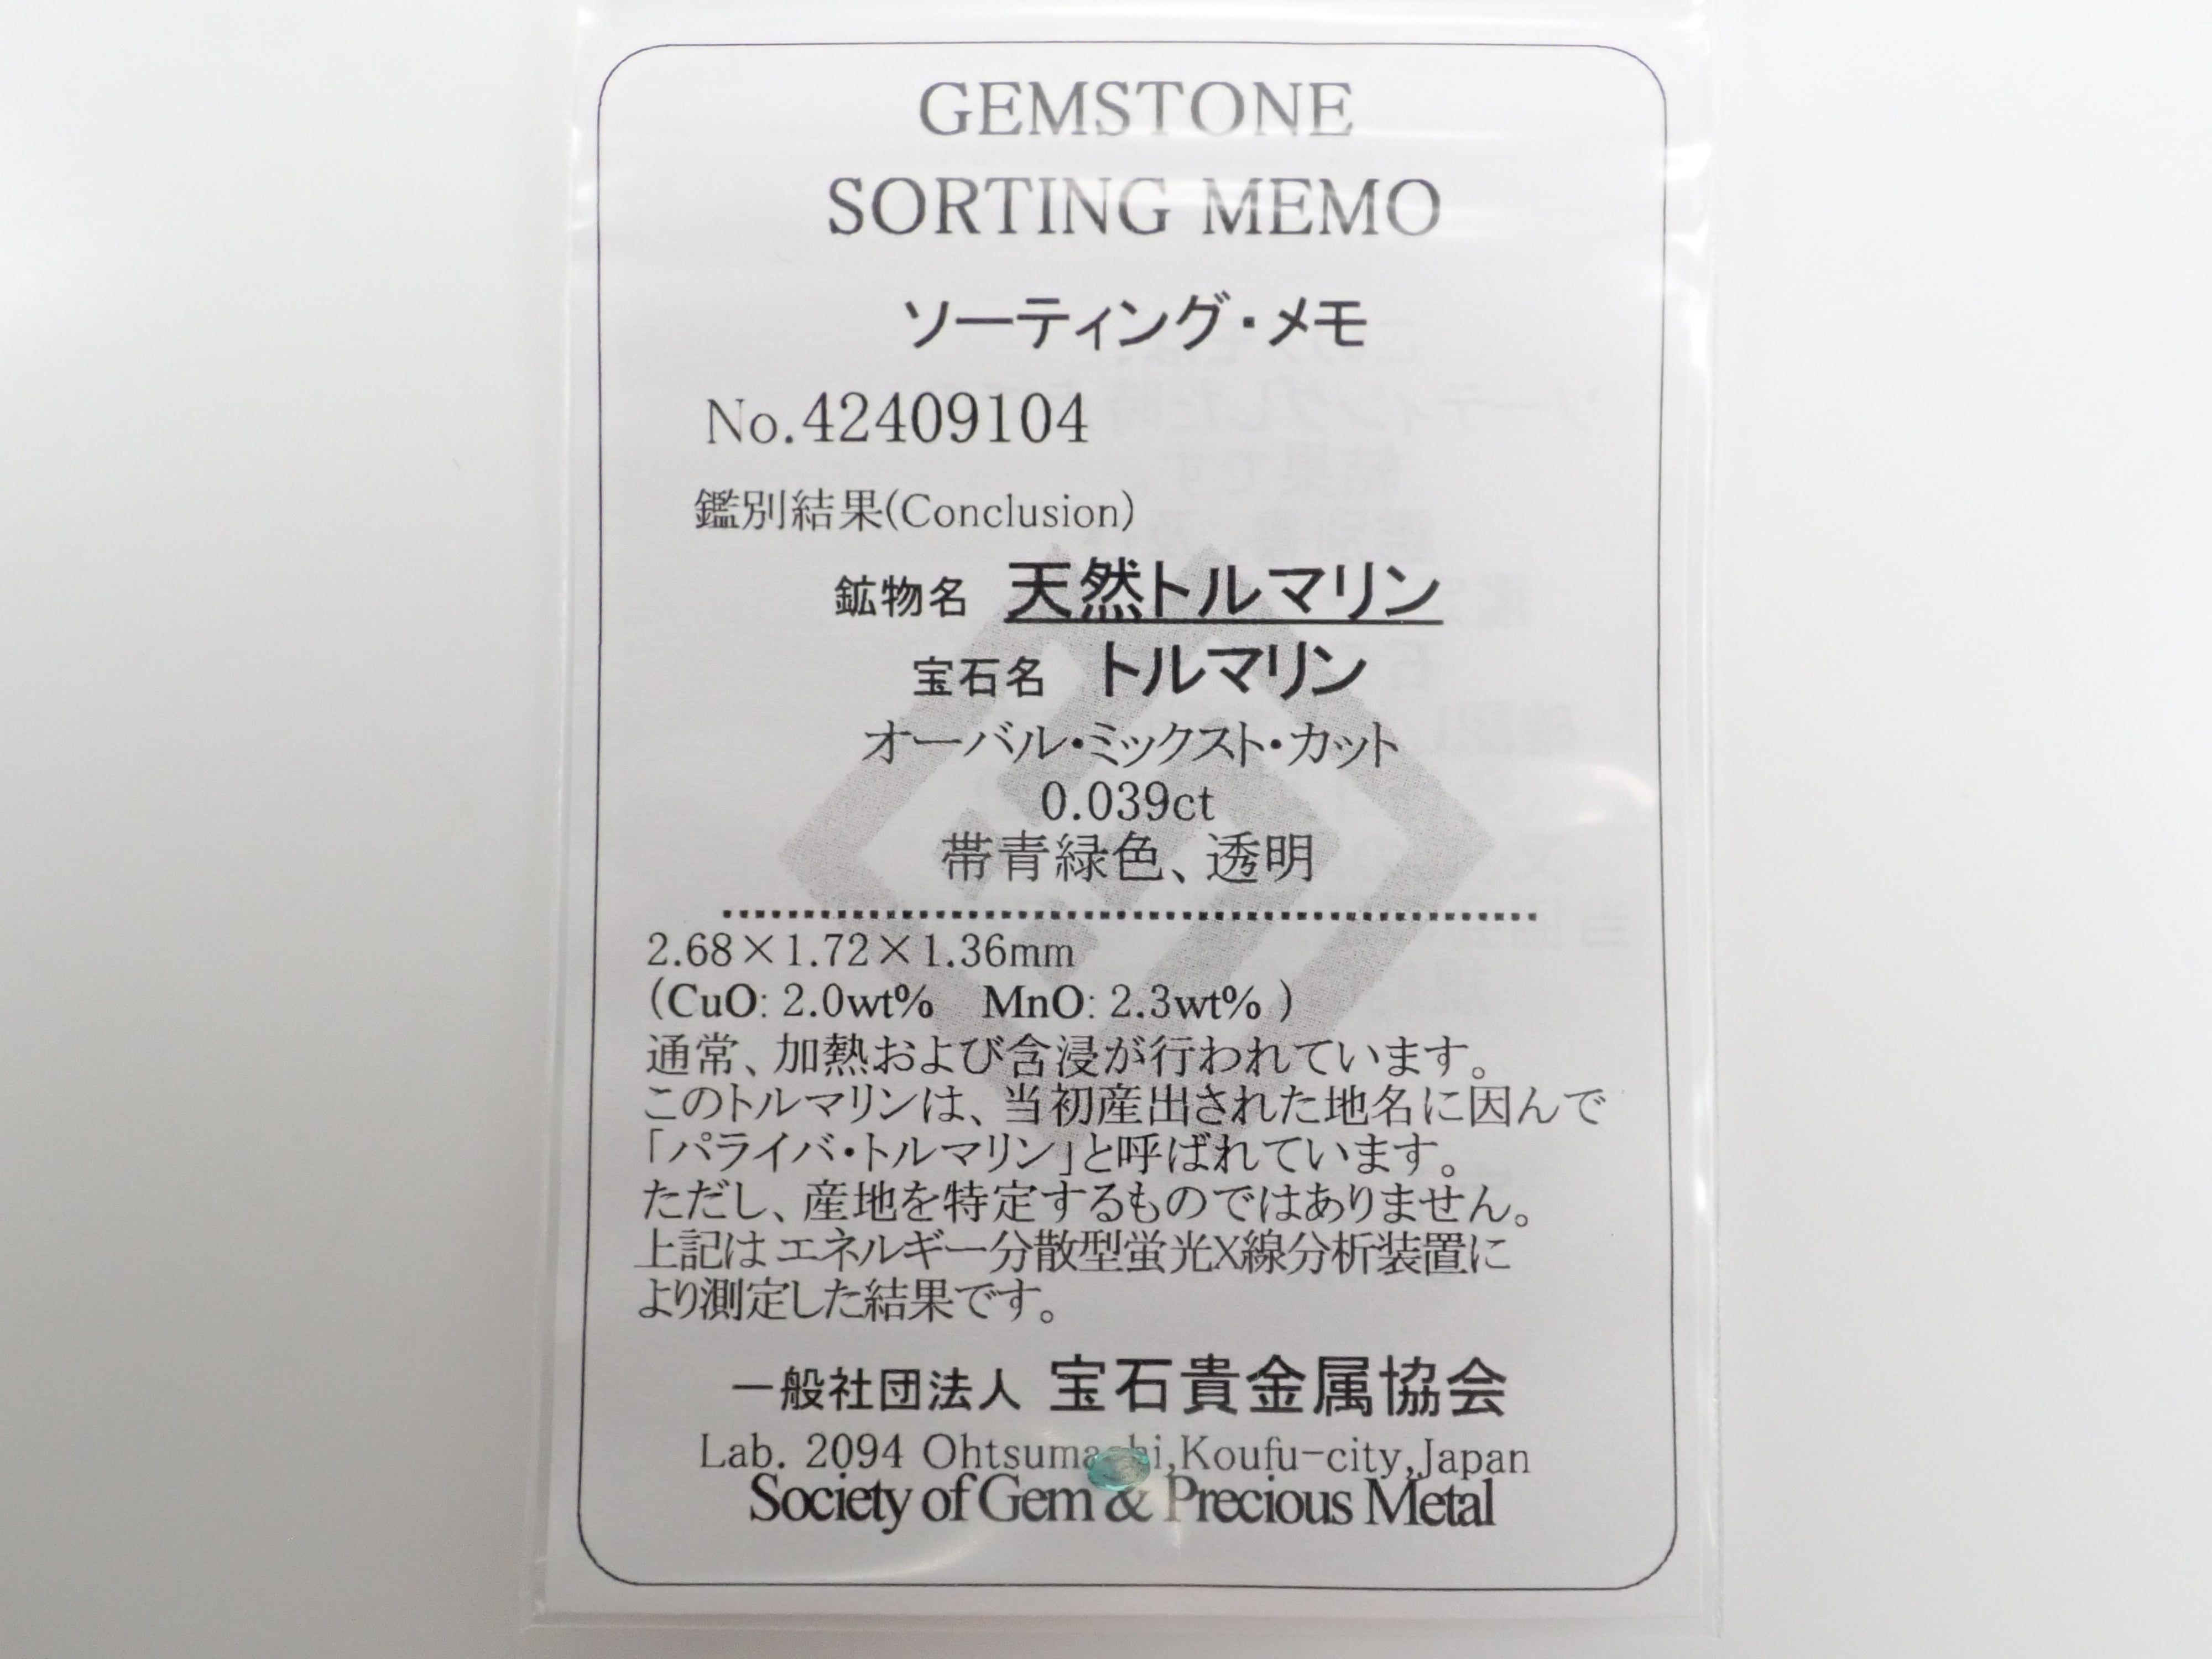 GEMSTONE
SORTING MEMO
ソーティング・メモ
No.42409104
鑑別結果(Conclusion)
鉱物名 天然トルマリン
宝石名 トルマリン
オーバル・ミックスト・カット
0.039ct
帯青緑色、透明
2.68×1.72×1.36mm
(CuO: 2.0wt% MnO: 2.3wt% )
通常、加熱および含浸が行われています。
このトルマリンは、当初産出された地名に因んで
「パライバ・トルマリン」と呼ばれています。
ただし、産地を特定するものではありません。
上記は エネルギー分散型蛍光X線分析装置に
より測定した結果です。
一般社団法人 宝石貴金属協会
Lab. 2094 Koufu-city,Japan
Society of Gem & Precious Metal